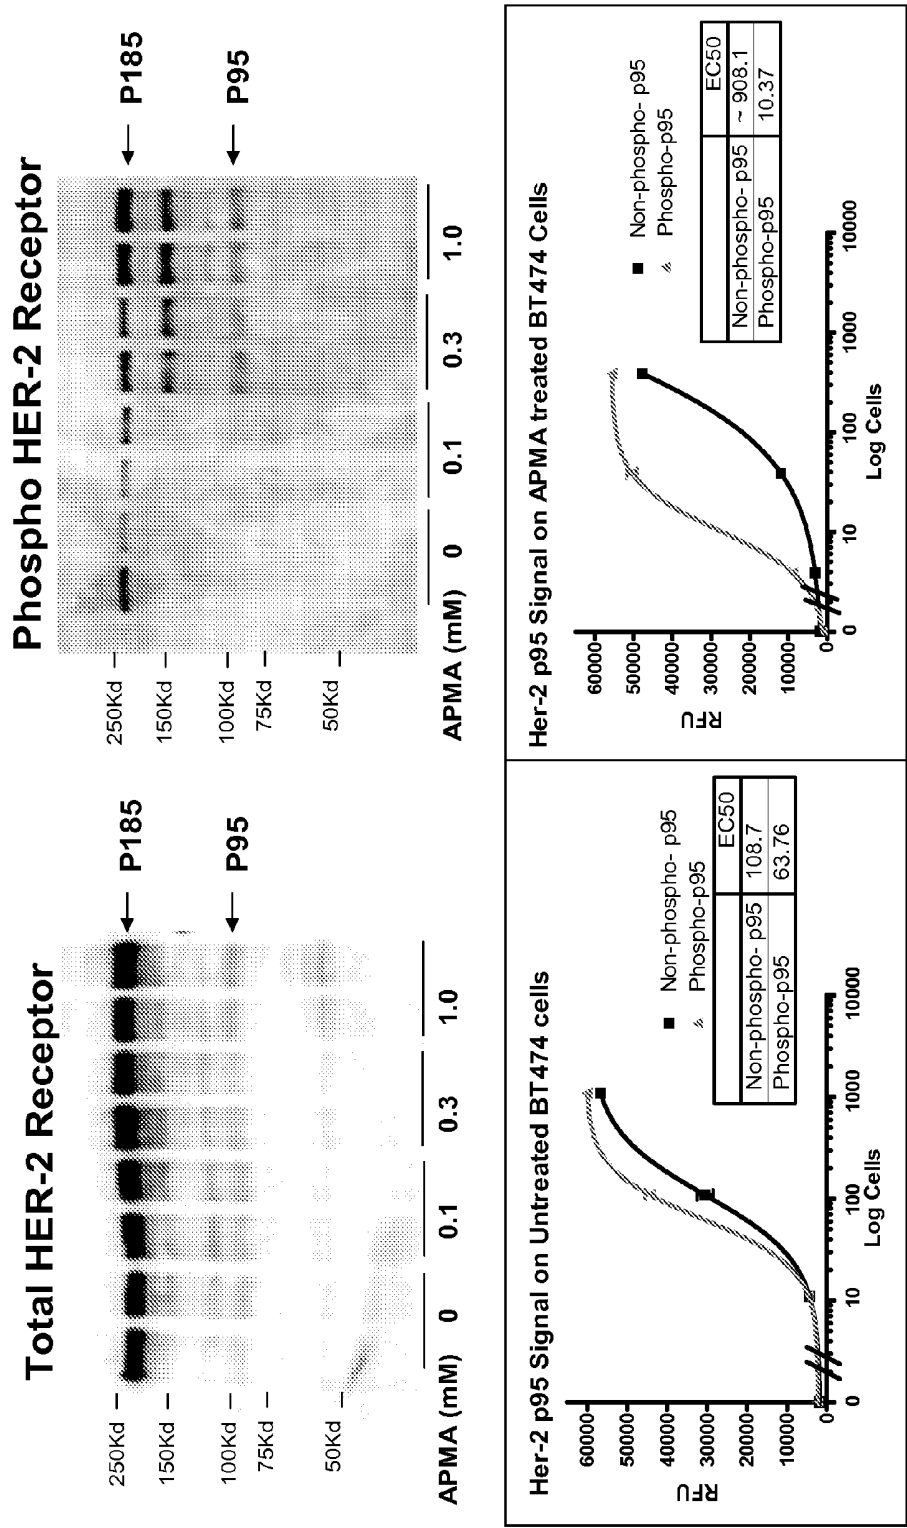 Total HER-2 Receptor
250Kd
150Kd
100Kd
75Kd
50Kd
P185
P95
APMA (mM) 0 0.1 0.3 1.0
Phospho HER-2 Receptor
250Kd
150Kd
100Kd
75Kd
50Kd
P185
P95
APMA (mM) 0 0.1 0.3 1.0
Her-2 p95 Signal on Untreated BT474 cells
60000
50000
40000
30000
20000
10000
0
RFU
0 10 100 1000 10000
Log Cells
Non-phospho- p95
Phospho-p95
EC50
Non-phospho- p95 108.7
Phospho-p95 63.76
Her-2 p95 Signal on APMA treated BT474 Cells
60000
50000
40000
30000
20000
10000
0
RFU
0 10 100 1000 10000
Log Cells
Non-phospho- p95
Phospho-p95
EC50
Non-phospho- p95 ~ 908.1
Phospho-p95 10.37